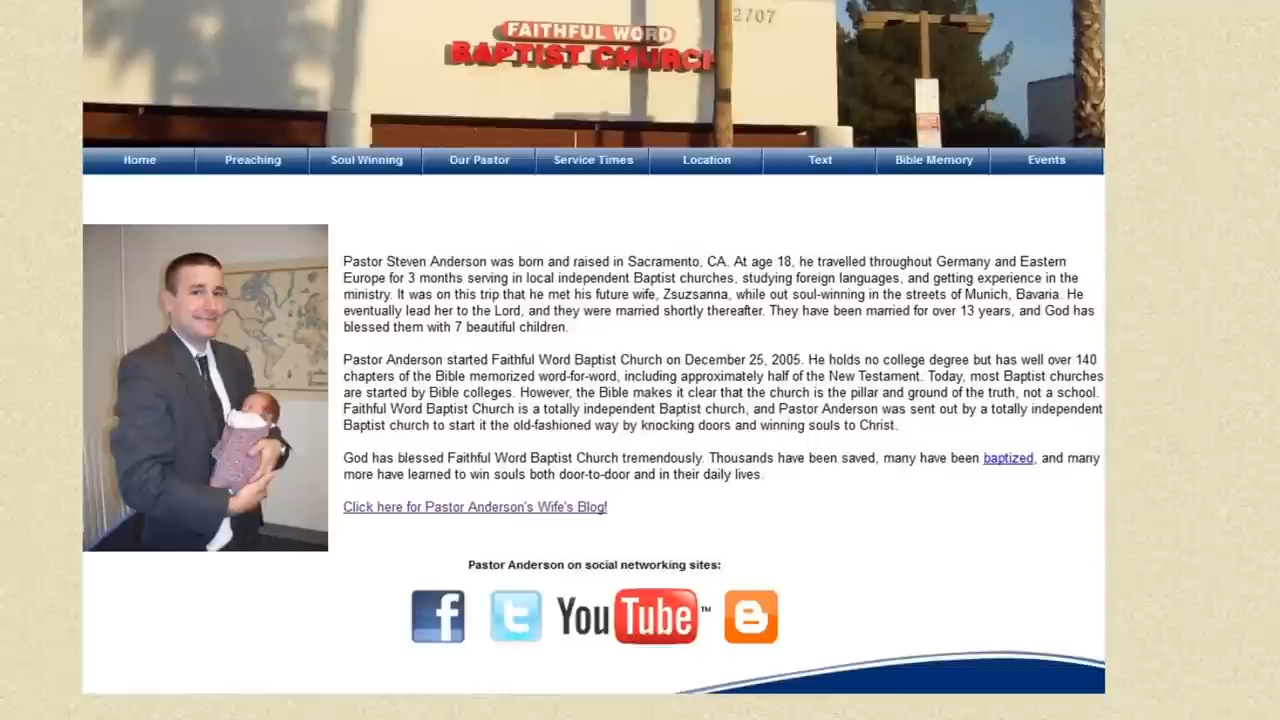 2707
FAITHFUL WORD
BAPTIST CHURCH
Home Preaching Soul Winning Our Pastor Service Times Location Text Bible Memory Events
Pastor Steven Anderson was born and raised in Sacramento, CA. At age 18, he travelled throughout Germany and Eastern
Europe for 3 months serving in local independent Baptist churches, studying foreign languages, and getting experience in the
ministry. It was on this trip that he met his future wife, Zsuzsanna, while out soul-winning in the streets of Munich, Bavaria. He
eventually lead her to the Lord, and they were married shortly thereafter. They have been married for over 13 years, and God has
blessed them with 7 beautiful children.
Pastor Anderson started Faithful Word Baptist Church on December 25, 2005. He holds no college degree but has well over 140
chapters of the Bible memorized word-for-word, including approximately half of the New Testament. Today, most Baptist churches
are started by Bible colleges. However, the Bible makes it clear that the church is the pillar and ground of the truth, not a school.
Faithful Word Baptist Church is a totally independent Baptist church, and Pastor Anderson was sent out by a totally independent
Baptist church to start it the old-fashioned way by knocking doors and winning souls to Christ.
God has blessed Faithful Word Baptist Church tremendously. Thousands have been saved, many have been baptized, and many
more have learned to win souls both door-to-door and in their daily lives.
Click here for Pastor Anderson's Wife's Blog!
Pastor Anderson on social networking sites:
f t YouTube™ B